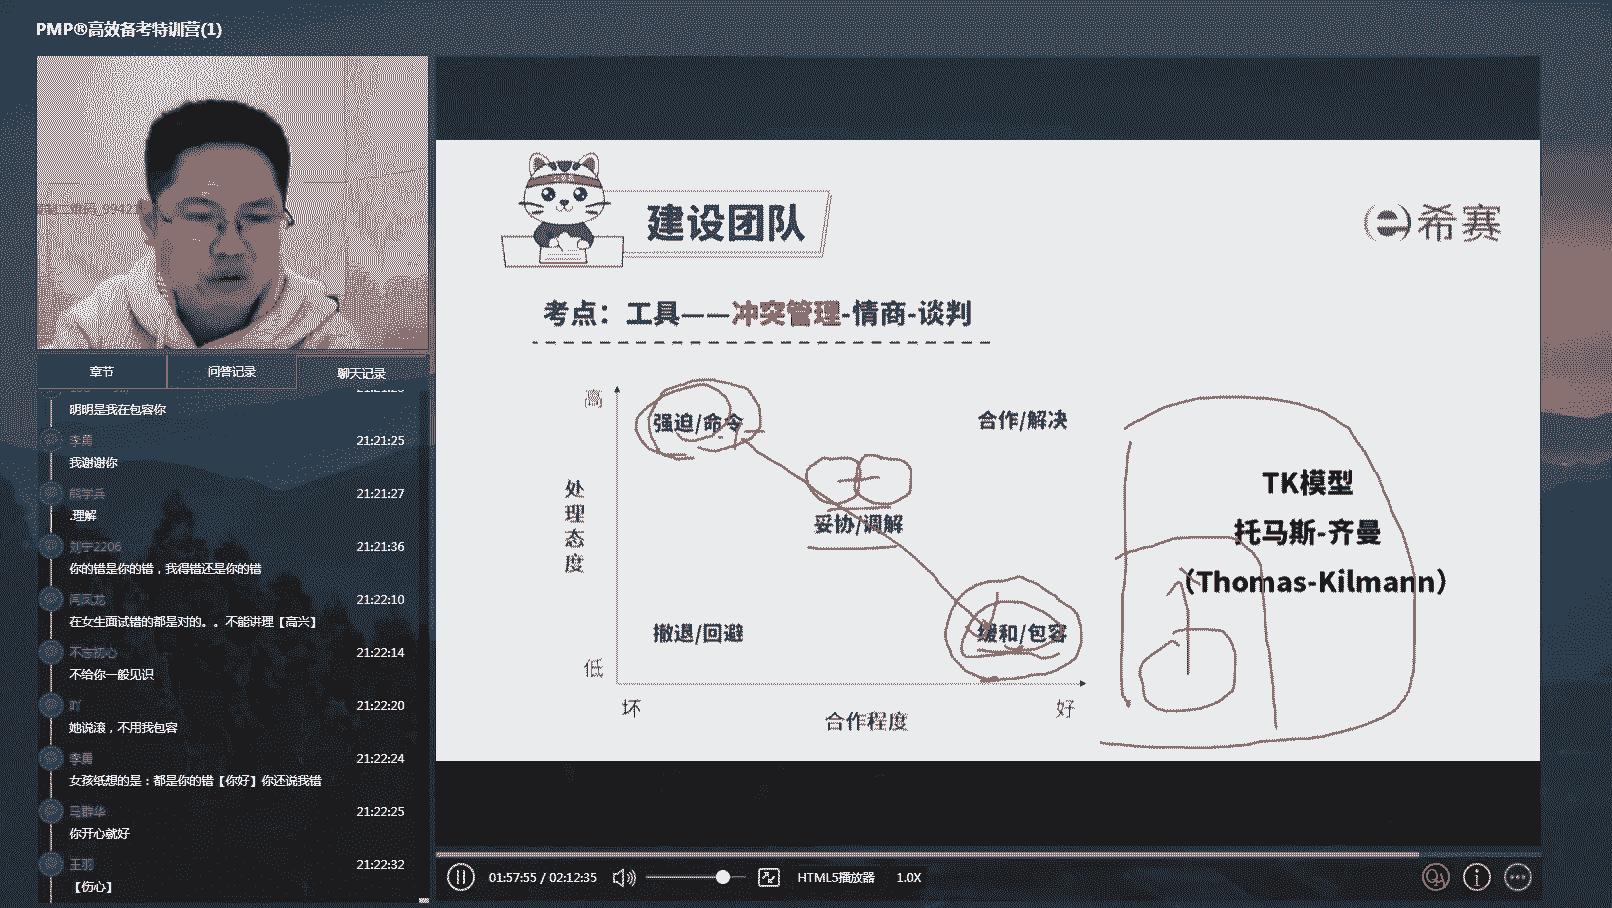 PMP®高效备考特训营(1)
章节
问答记录
聊天记录
明明是我在包容你
李勇
21:21:25
我谢谢你
熊学兵
21:21:27
.理解
刘宁2206
21:21:36
你的错是你的错，我得错还是你的错
闫凤龙
21:22:10
在女生面试错的都是对的。。不能讲理【高兴】
不忘初心
21:22:14
不给你一般见识
吖
21:22:20
她说滚，不用我包容
李勇
21:22:24
女孩纸想的是：都是你的错【你好】你还说我错
马群华
21:22:25
你开心就好
王羽
21:22:32
【伤心】
建设团队
希赛
考点：工具——冲突管理-情商-谈判
高
强迫/命令
合作/解决
处理态度
妥协/调解
撤退/回避
缓和/包容
低
坏
合作程度
好
TK模型
托马斯-齐曼
（Thomas-Kilmann）
01:57:55 / 02:12:35
HTML5播放器
1.0X